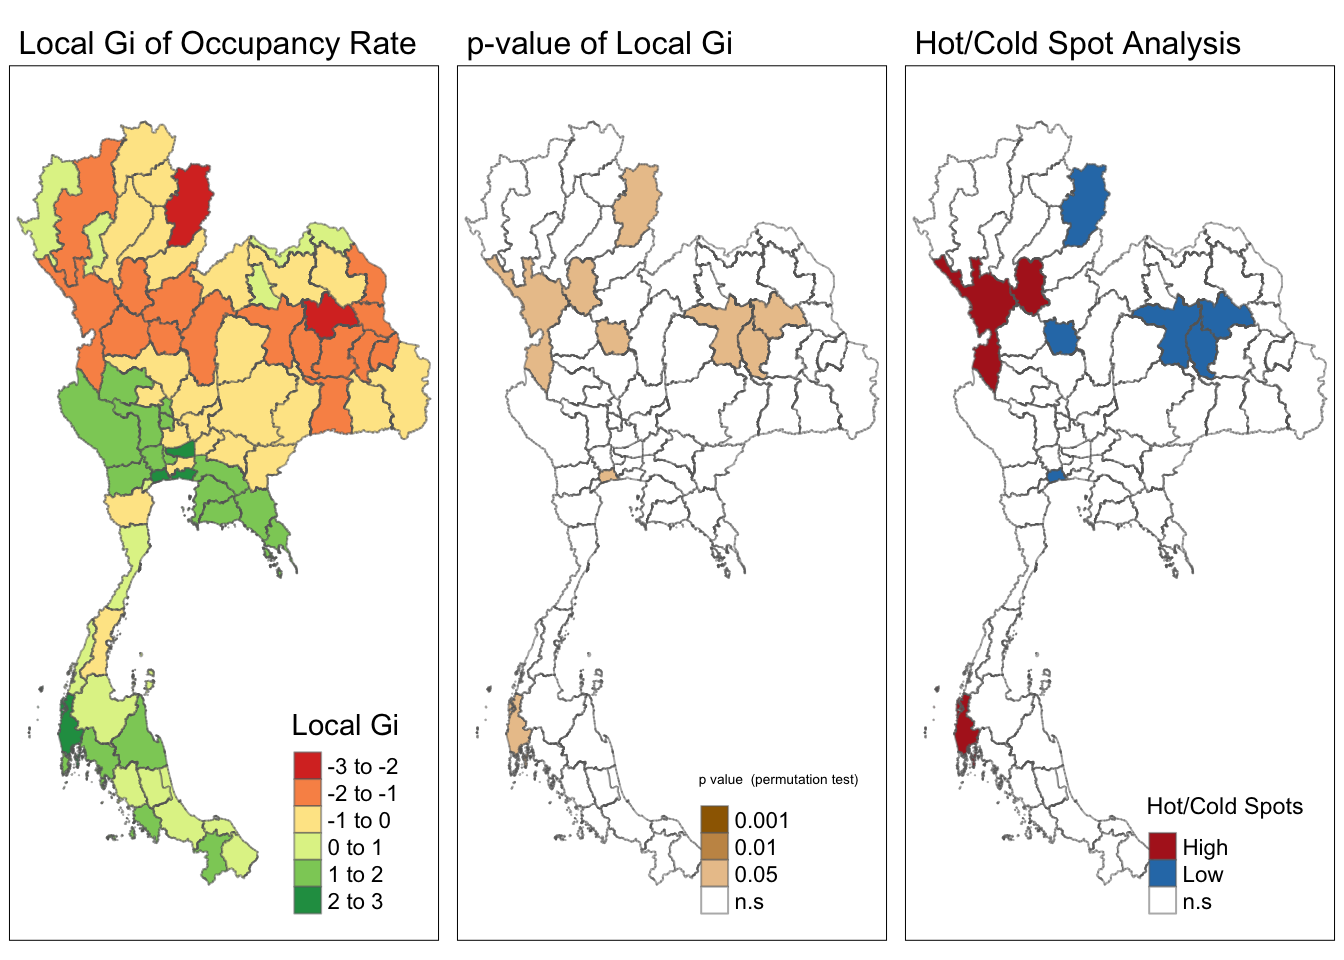 Local Gi of Occupancy Rate
p-value of Local Gi
Hot/Cold Spot Analysis
Local Gi
-3 to -2
-2 to -1
-1 to 0
0 to 1
1 to 2
2 to 3
p value (permutation test)
0.001
0.01
0.05
n.s
Hot/Cold Spots
High
Low
n.s